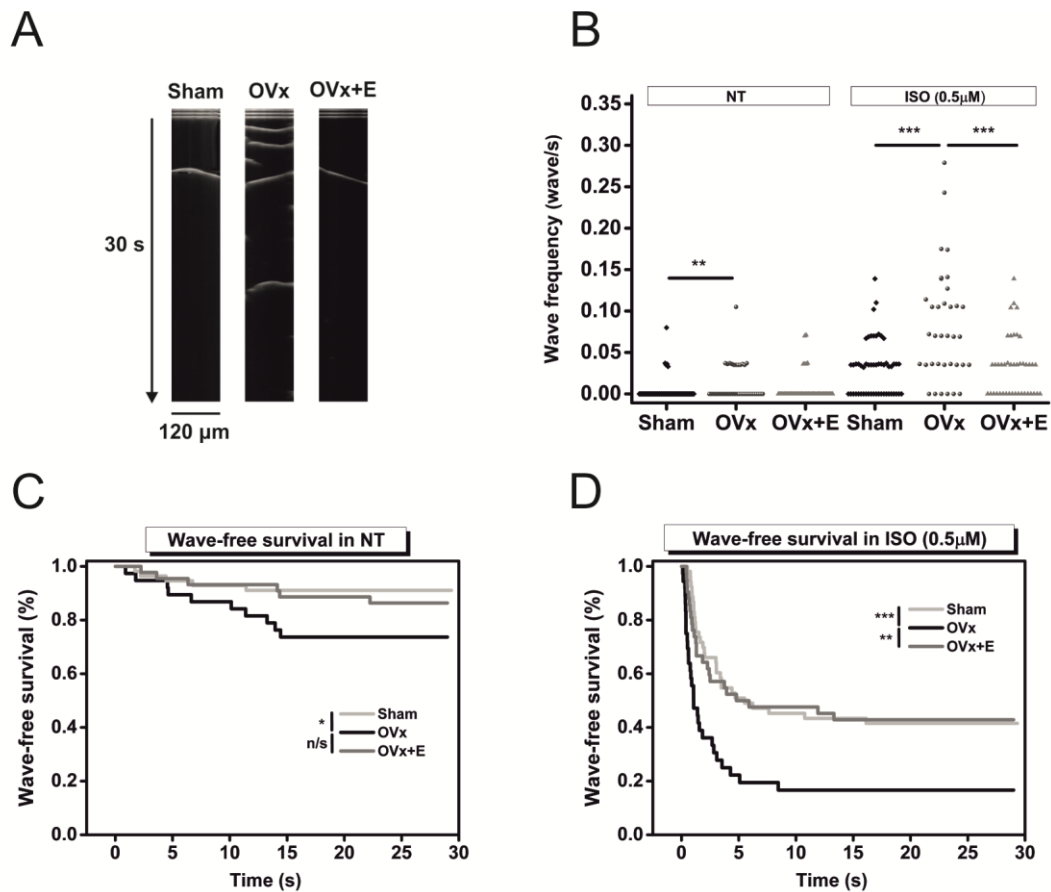 A
Sham OVx OVx+E
30 s
120 µm
B
NT ISO (0.5µM)
Wave frequency (wave/s)
0.35
0.30
0.25
0.20
0.15
0.10
0.05
0.00
** *** ***
Sham OVx OVx+E Sham OVx OVx+E
C
Wave-free survival in NT
Wave-free survival (%)
1.0
0.8
0.6
0.4
0.2
0.0
* Sham
OVx
n/s OVx+E
0 5 10 15 20 25 30
Time (s)
D
Wave-free survival in ISO (0.5µM)
Wave-free survival (%)
1.0
0.8
0.6
0.4
0.2
0.0
*** Sham
OVx
** OVx+E
0 5 10 15 20 25 30
Time (s)